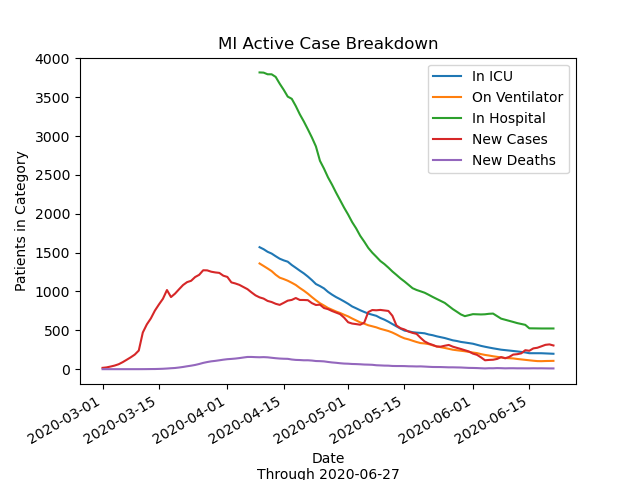 MI Active Case Breakdown
Patients in Category
4000
3500
3000
2500
2000
1500
1000
500
0
In ICU
On Ventilator
In Hospital
New Cases
New Deaths
2020-03-01
2020-03-15
2020-04-01
2020-04-15
2020-05-01
2020-05-15
2020-06-01
2020-06-15
Date
Through 2020-06-27